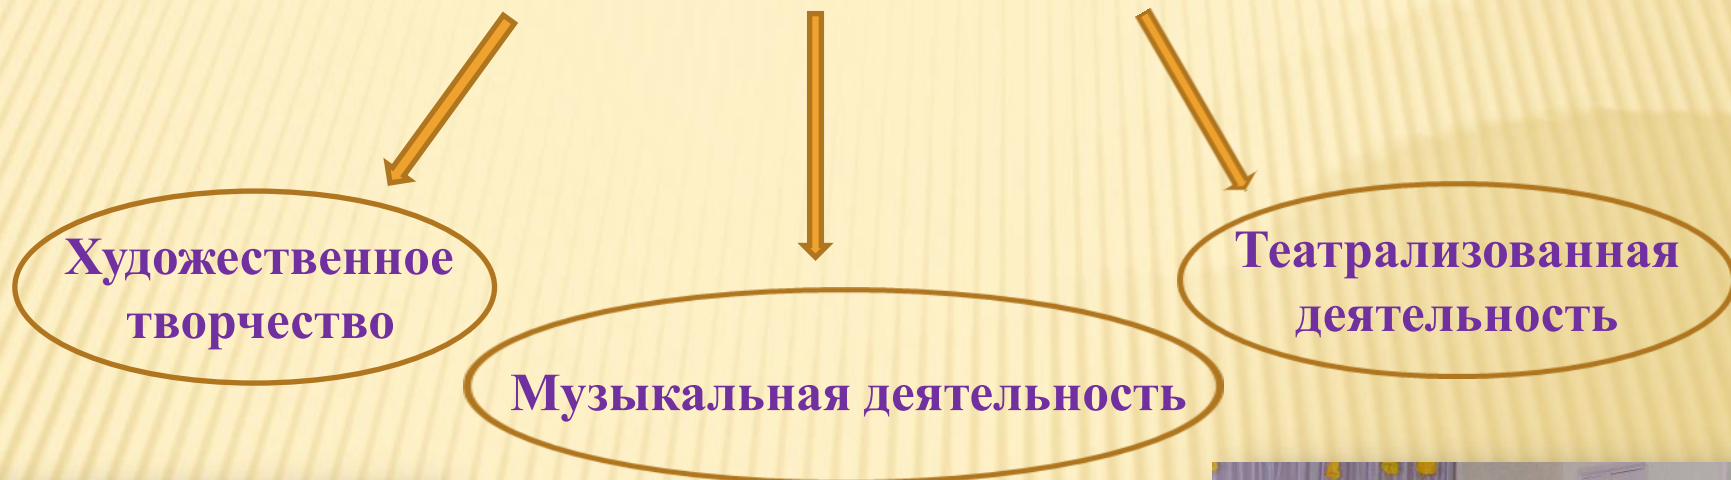 Художественное
творчество
Музыкальная деятельность
Театрализованная
деятельность